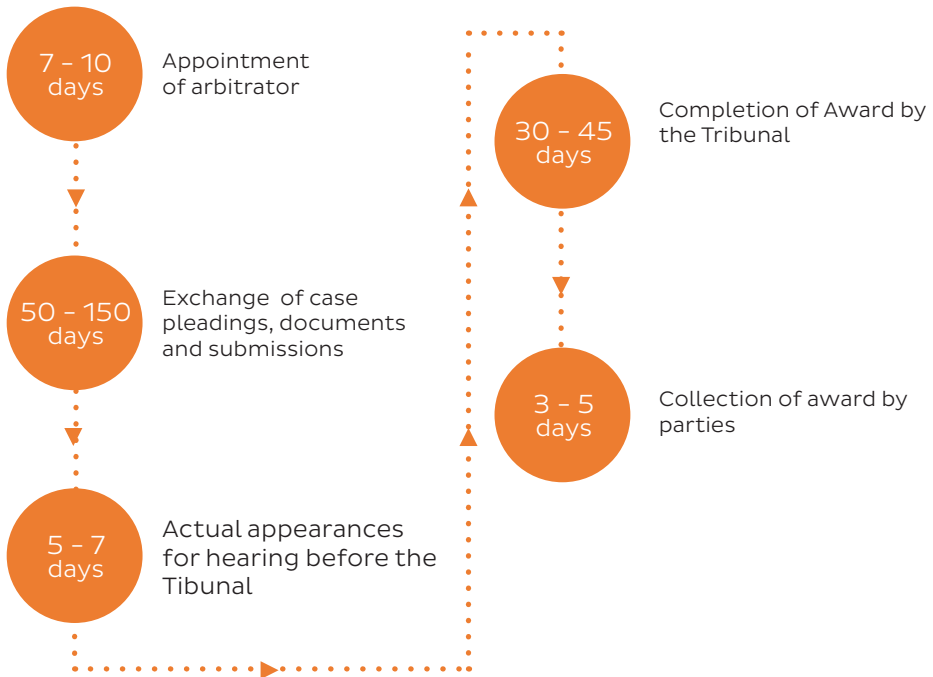 7 - 10
days
Appointment
of arbitrator
50 - 150
days
Exchange of case
pleadings, documents
and submissions
5 - 7
days
Actual appearances
for hearing before the
Tibunal
30 - 45
days
Completion of Award by
the Tribunal
3 - 5
days
Collection of award by
parties